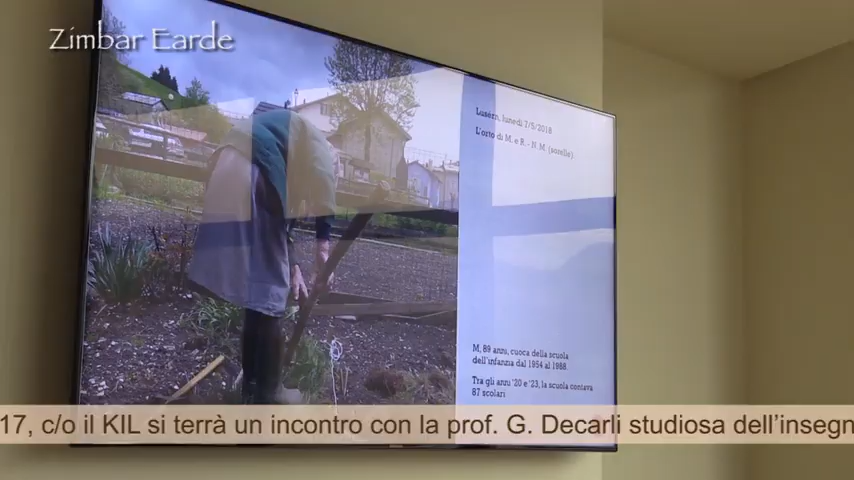 Zimbar Earde
Lusérn, lunedì 7/5/2018
L'orto di M. e R. - N. M. (sorelle)
M, 89 anni, cuoca della scuola
dell'infanzia dal 1954 al 1988.
Tra gli anni '20 e '23, la scuola contava
87 scolari
17, c/o il KIL si terrà un incontro con la prof. G. Decarli studiosa dell'insegn